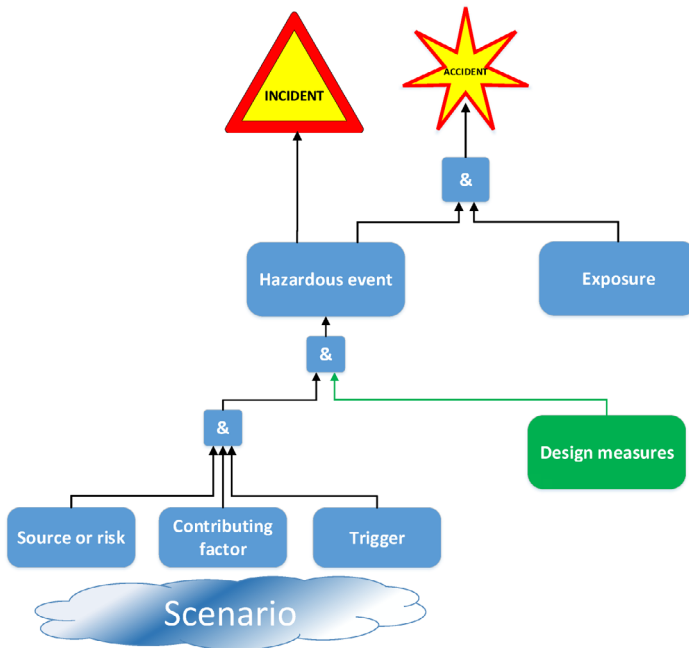 INCIDENT
ACCIDENT
&
Hazardous event
Exposure
&
&
Design measures
Source or risk
Contributing
factor
Trigger
Scenario